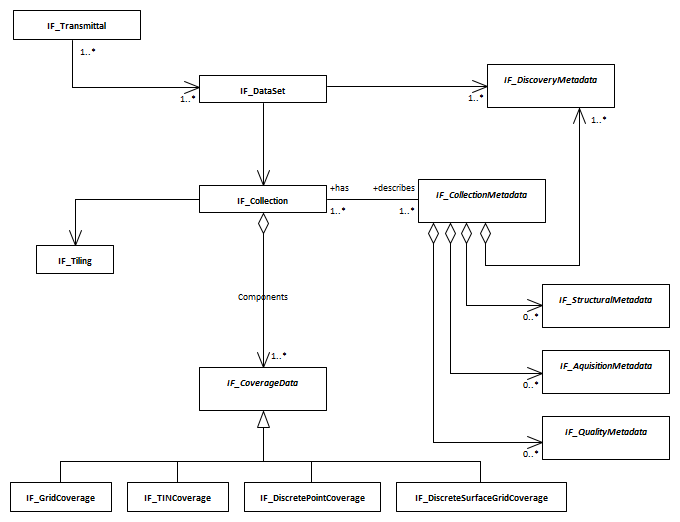 IF_Transmittal
1..*
1..*
IF_DataSet
1..*
IF_DiscoveryMetadata
1..*
IF_Collection
+has
1..*
+describes
1..*
IF_CollectionMetadata
IF_Tiling
Components
1..*
IF_CoverageData
0..*
IF_StructuralMetadata
0..*
IF_AquisitionMetadata
0..*
IF_QualityMetadata
IF_GridCoverage
IF_TINCoverage
IF_DiscretePointCoverage
IF_DiscreteSurfaceGridCoverage